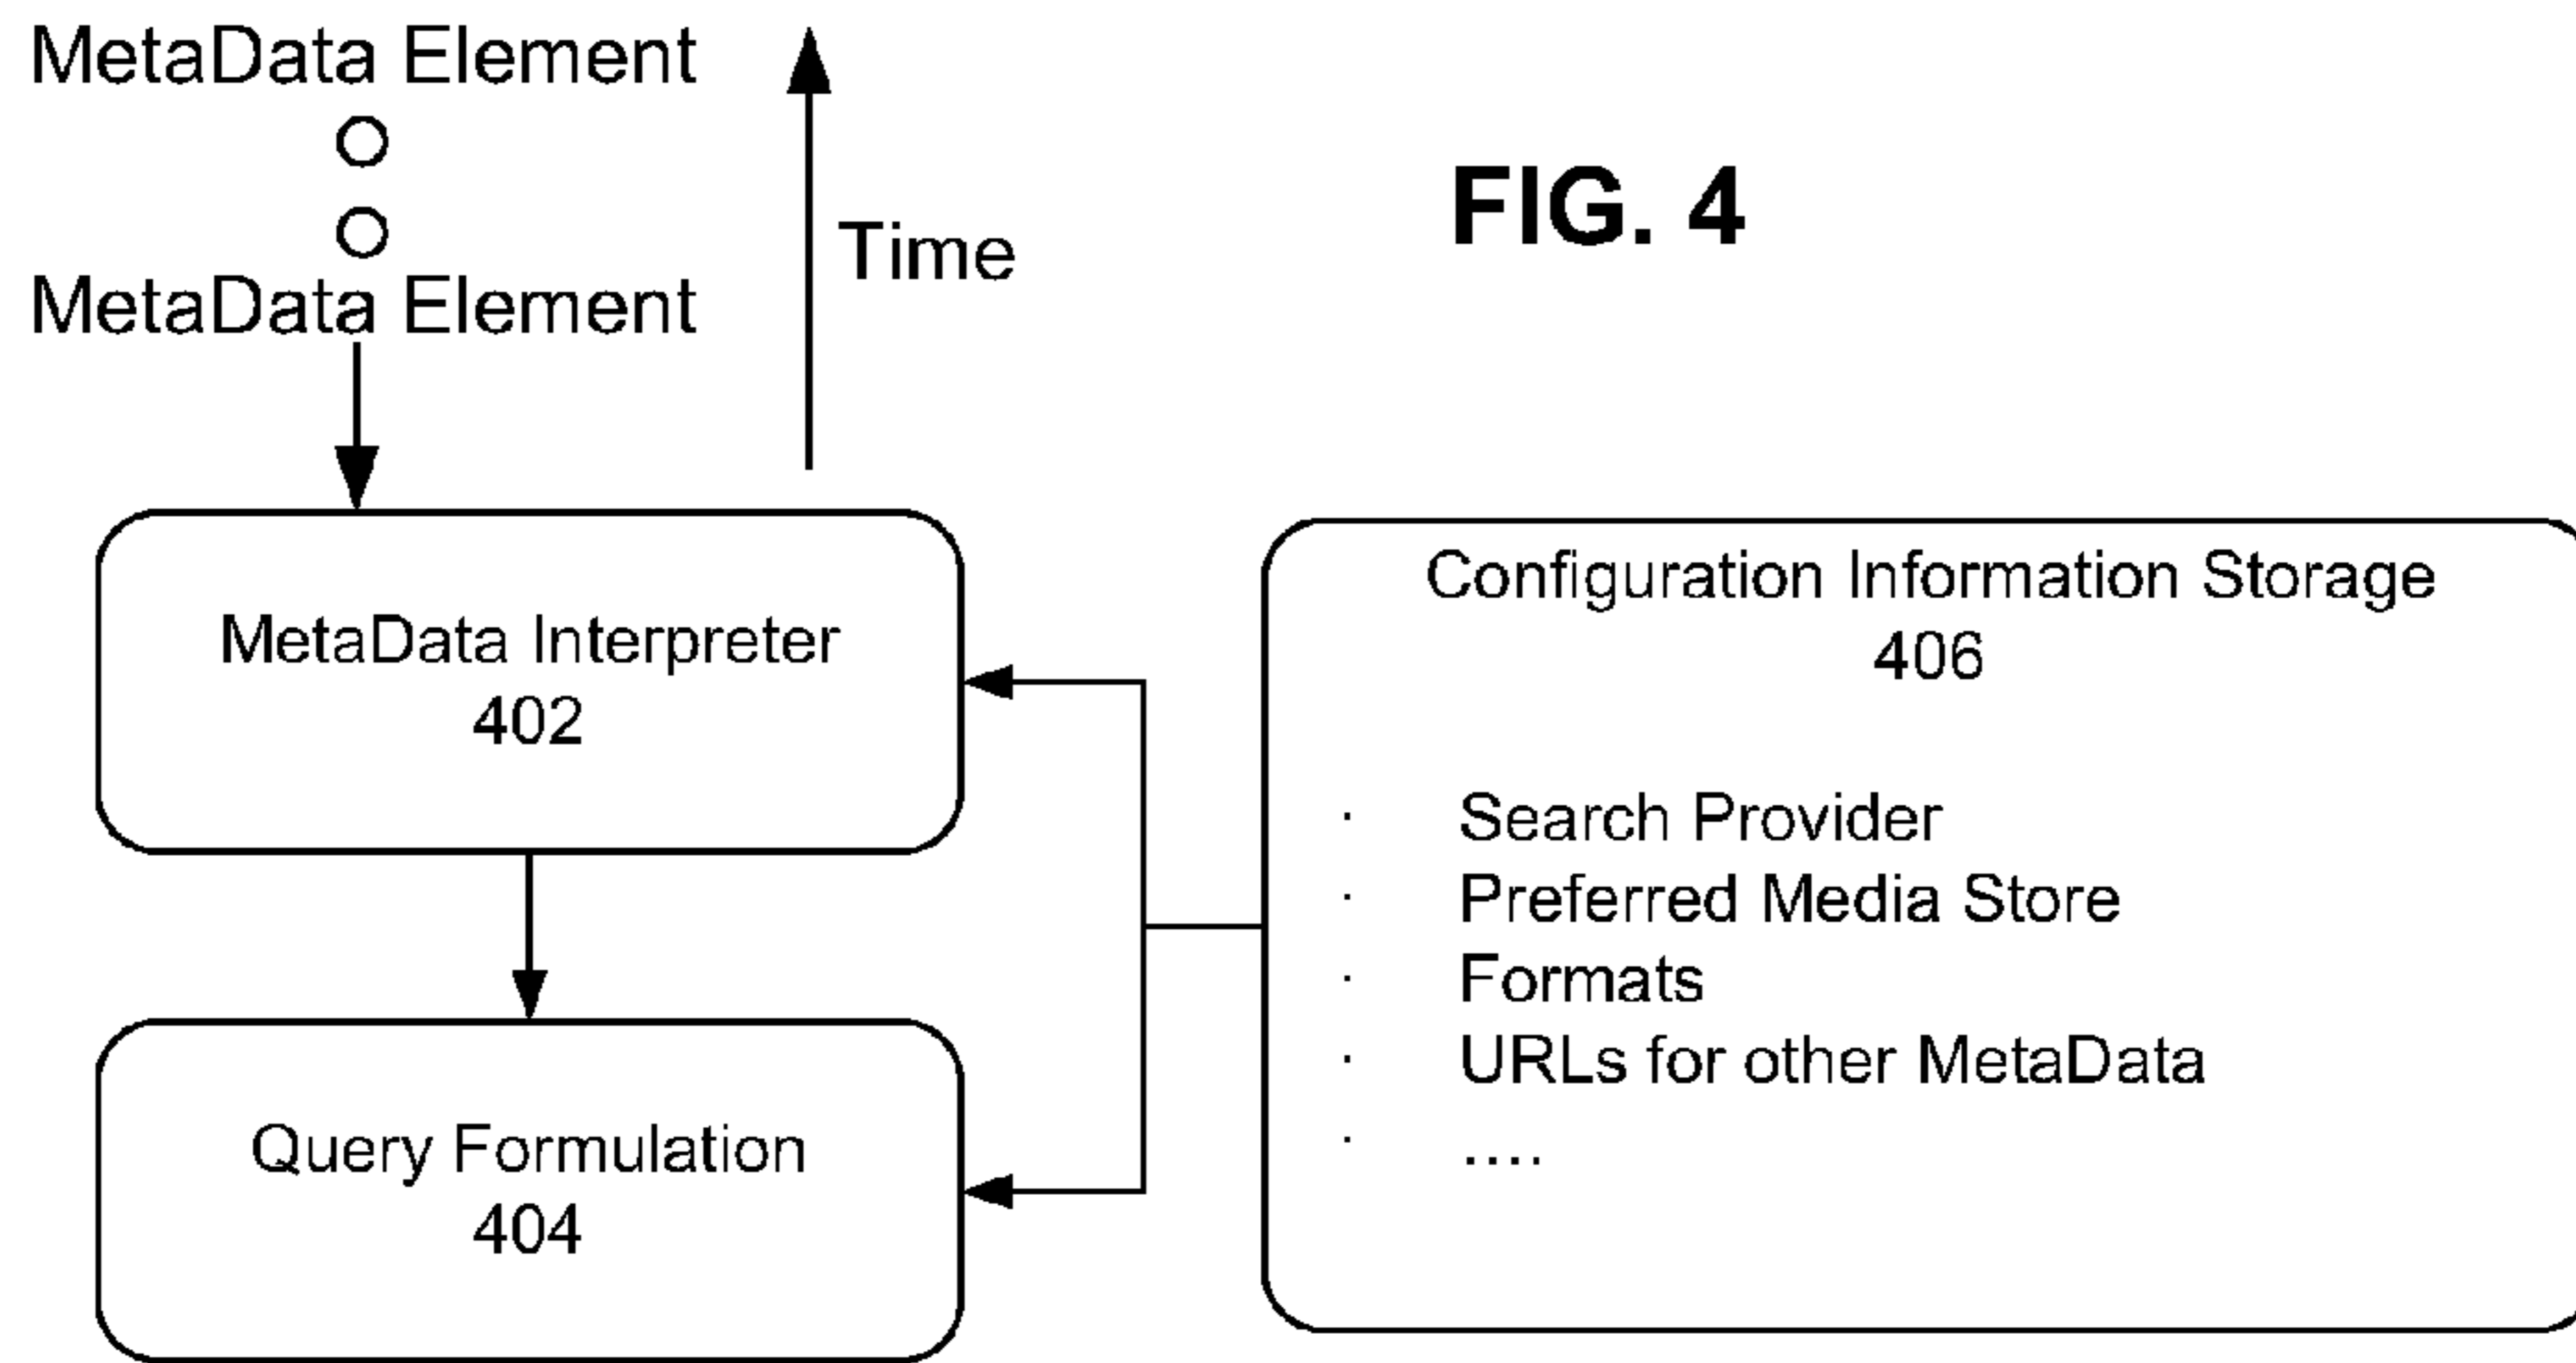 MetaData Element
MetaData Element
Time
FIG. 4
MetaData Interpreter
402
Query Formulation
404
Configuration Information Storage
406
· Search Provider
· Preferred Media Store
· Formats
· URLs for other MetaData
· ....